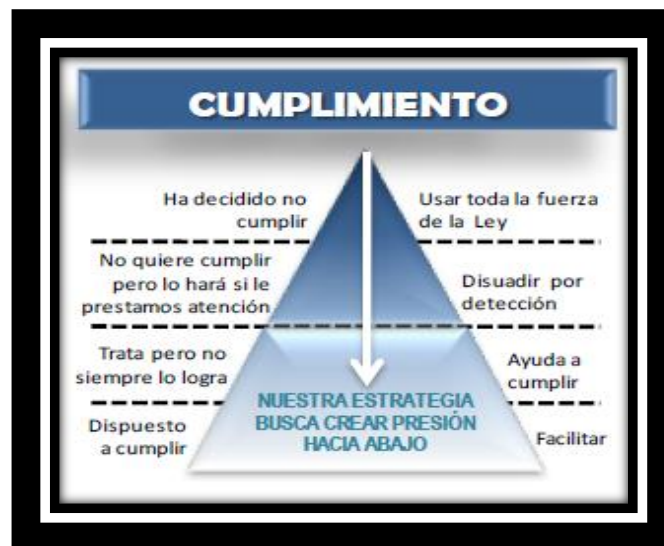 CUMPLIMIENTO
Ha decidido no
cumplir
Usar toda la fuerza
de la Ley
No quiere cumplir
pero lo hará si le
prestamos atención
Disuadir por
detección
Trata pero no
siempre lo logra
Ayuda a
cumplir
Dispuesto
a cumplir
Facilitar
NUESTRA ESTRATEGIA
BUSCA CREAR PRESIÓN
HACIA ABAJO